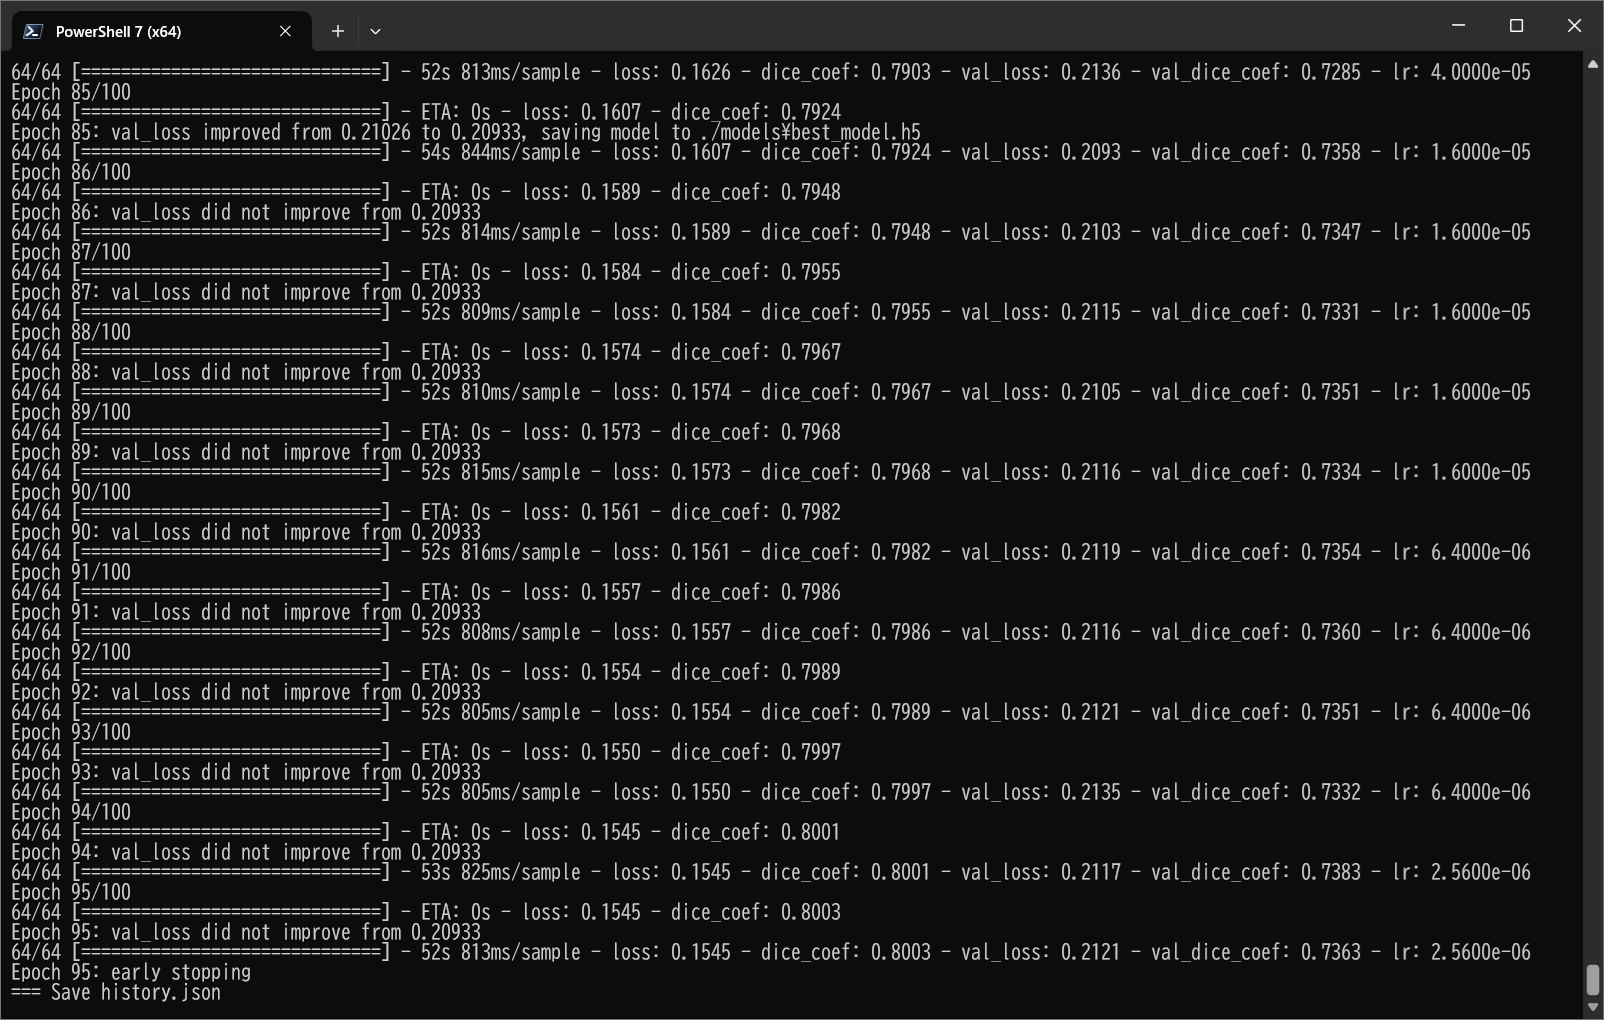 PowerShell 7 (x64)
64/64 [==============================] - 52s 813ms/sample - loss: 0.1626 - dice_coef: 0.7903 - val_loss: 0.2136 - val_dice_coef: 0.7285 - lr: 4.0000e-05
Epoch 85/100
64/64 [==============================] - ETA: 0s - loss: 0.1607 - dice_coef: 0.7924
Epoch 85: val_loss improved from 0.21026 to 0.20933, saving model to ./models¥best_model.h5
64/64 [==============================] - 54s 844ms/sample - loss: 0.1607 - dice_coef: 0.7924 - val_loss: 0.2093 - val_dice_coef: 0.7358 - lr: 1.6000e-05
Epoch 86/100
64/64 [==============================] - ETA: 0s - loss: 0.1589 - dice_coef: 0.7948
Epoch 86: val_loss did not improve from 0.20933
64/64 [==============================] - 52s 814ms/sample - loss: 0.1589 - dice_coef: 0.7948 - val_loss: 0.2103 - val_dice_coef: 0.7347 - lr: 1.6000e-05
Epoch 87/100
64/64 [==============================] - ETA: 0s - loss: 0.1584 - dice_coef: 0.7955
Epoch 87: val_loss did not improve from 0.20933
64/64 [==============================] - 52s 809ms/sample - loss: 0.1584 - dice_coef: 0.7955 - val_loss: 0.2115 - val_dice_coef: 0.7331 - lr: 1.6000e-05
Epoch 88/100
64/64 [==============================] - ETA: 0s - loss: 0.1574 - dice_coef: 0.7967
Epoch 88: val_loss did not improve from 0.20933
64/64 [==============================] - 52s 810ms/sample - loss: 0.1574 - dice_coef: 0.7967 - val_loss: 0.2105 - val_dice_coef: 0.7351 - lr: 1.6000e-05
Epoch 89/100
64/64 [==============================] - ETA: 0s - loss: 0.1573 - dice_coef: 0.7968
Epoch 89: val_loss did not improve from 0.20933
64/64 [==============================] - 52s 815ms/sample - loss: 0.1573 - dice_coef: 0.7968 - val_loss: 0.2116 - val_dice_coef: 0.7334 - lr: 1.6000e-05
Epoch 90/100
64/64 [==============================] - ETA: 0s - loss: 0.1561 - dice_coef: 0.7982
Epoch 90: val_loss did not improve from 0.20933
64/64 [==============================] - 52s 816ms/sample - loss: 0.1561 - dice_coef: 0.7982 - val_loss: 0.2119 - val_dice_coef: 0.7354 - lr: 6.4000e-06
Epoch 91/100
64/64 [==============================] - ETA: 0s - loss: 0.1557 - dice_coef: 0.7986
Epoch 91: val_loss did not improve from 0.20933
64/64 [==============================] - 52s 808ms/sample - loss: 0.1557 - dice_coef: 0.7986 - val_loss: 0.2116 - val_dice_coef: 0.7360 - lr: 6.4000e-06
Epoch 92/100
64/64 [==============================] - ETA: 0s - loss: 0.1554 - dice_coef: 0.7989
Epoch 92: val_loss did not improve from 0.20933
64/64 [==============================] - 52s 805ms/sample - loss: 0.1554 - dice_coef: 0.7989 - val_loss: 0.2121 - val_dice_coef: 0.7351 - lr: 6.4000e-06
Epoch 93/100
64/64 [==============================] - ETA: 0s - loss: 0.1550 - dice_coef: 0.7997
Epoch 93: val_loss did not improve from 0.20933
64/64 [==============================] - 52s 805ms/sample - loss: 0.1550 - dice_coef: 0.7997 - val_loss: 0.2135 - val_dice_coef: 0.7332 - lr: 6.4000e-06
Epoch 94/100
64/64 [==============================] - ETA: 0s - loss: 0.1545 - dice_coef: 0.8001
Epoch 94: val_loss did not improve from 0.20933
64/64 [==============================] - 53s 825ms/sample - loss: 0.1545 - dice_coef: 0.8001 - val_loss: 0.2117 - val_dice_coef: 0.7383 - lr: 2.5600e-06
Epoch 95/100
64/64 [==============================] - ETA: 0s - loss: 0.1545 - dice_coef: 0.8003
Epoch 95: val_loss did not improve from 0.20933
64/64 [==============================] - 52s 813ms/sample - loss: 0.1545 - dice_coef: 0.8003 - val_loss: 0.2121 - val_dice_coef: 0.7363 - lr: 2.5600e-06
Epoch 95: early stopping
=== Save history.json